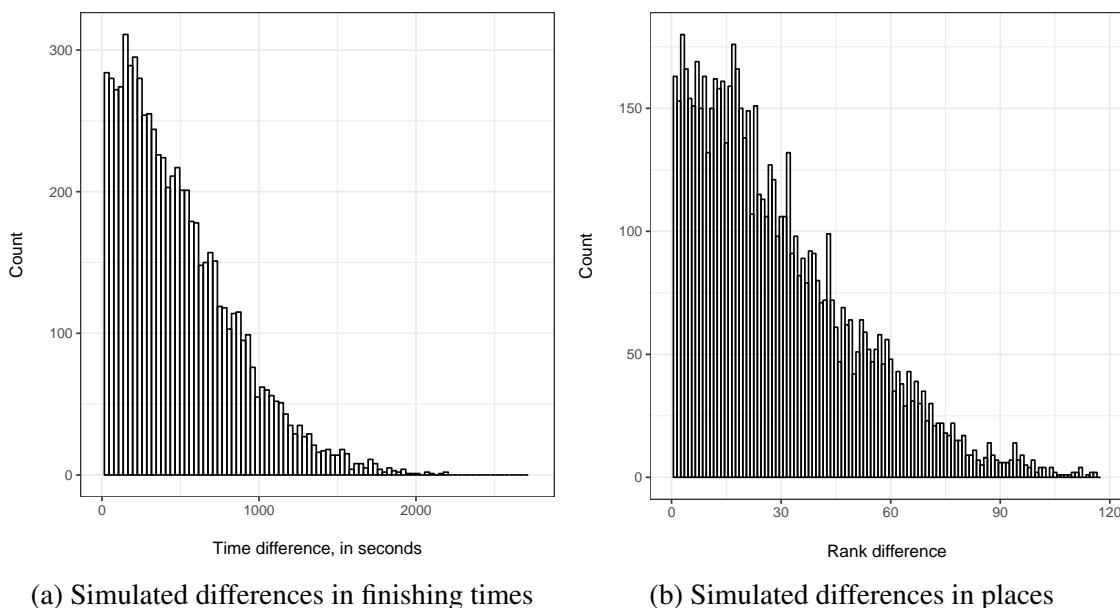 300
200
100
0
Count
0 1000 2000
Time difference, in seconds
(a) Simulated differences in finishing times
150
100
50
0
Count
0 30 60 90 120
Rank difference
(b) Simulated differences in places